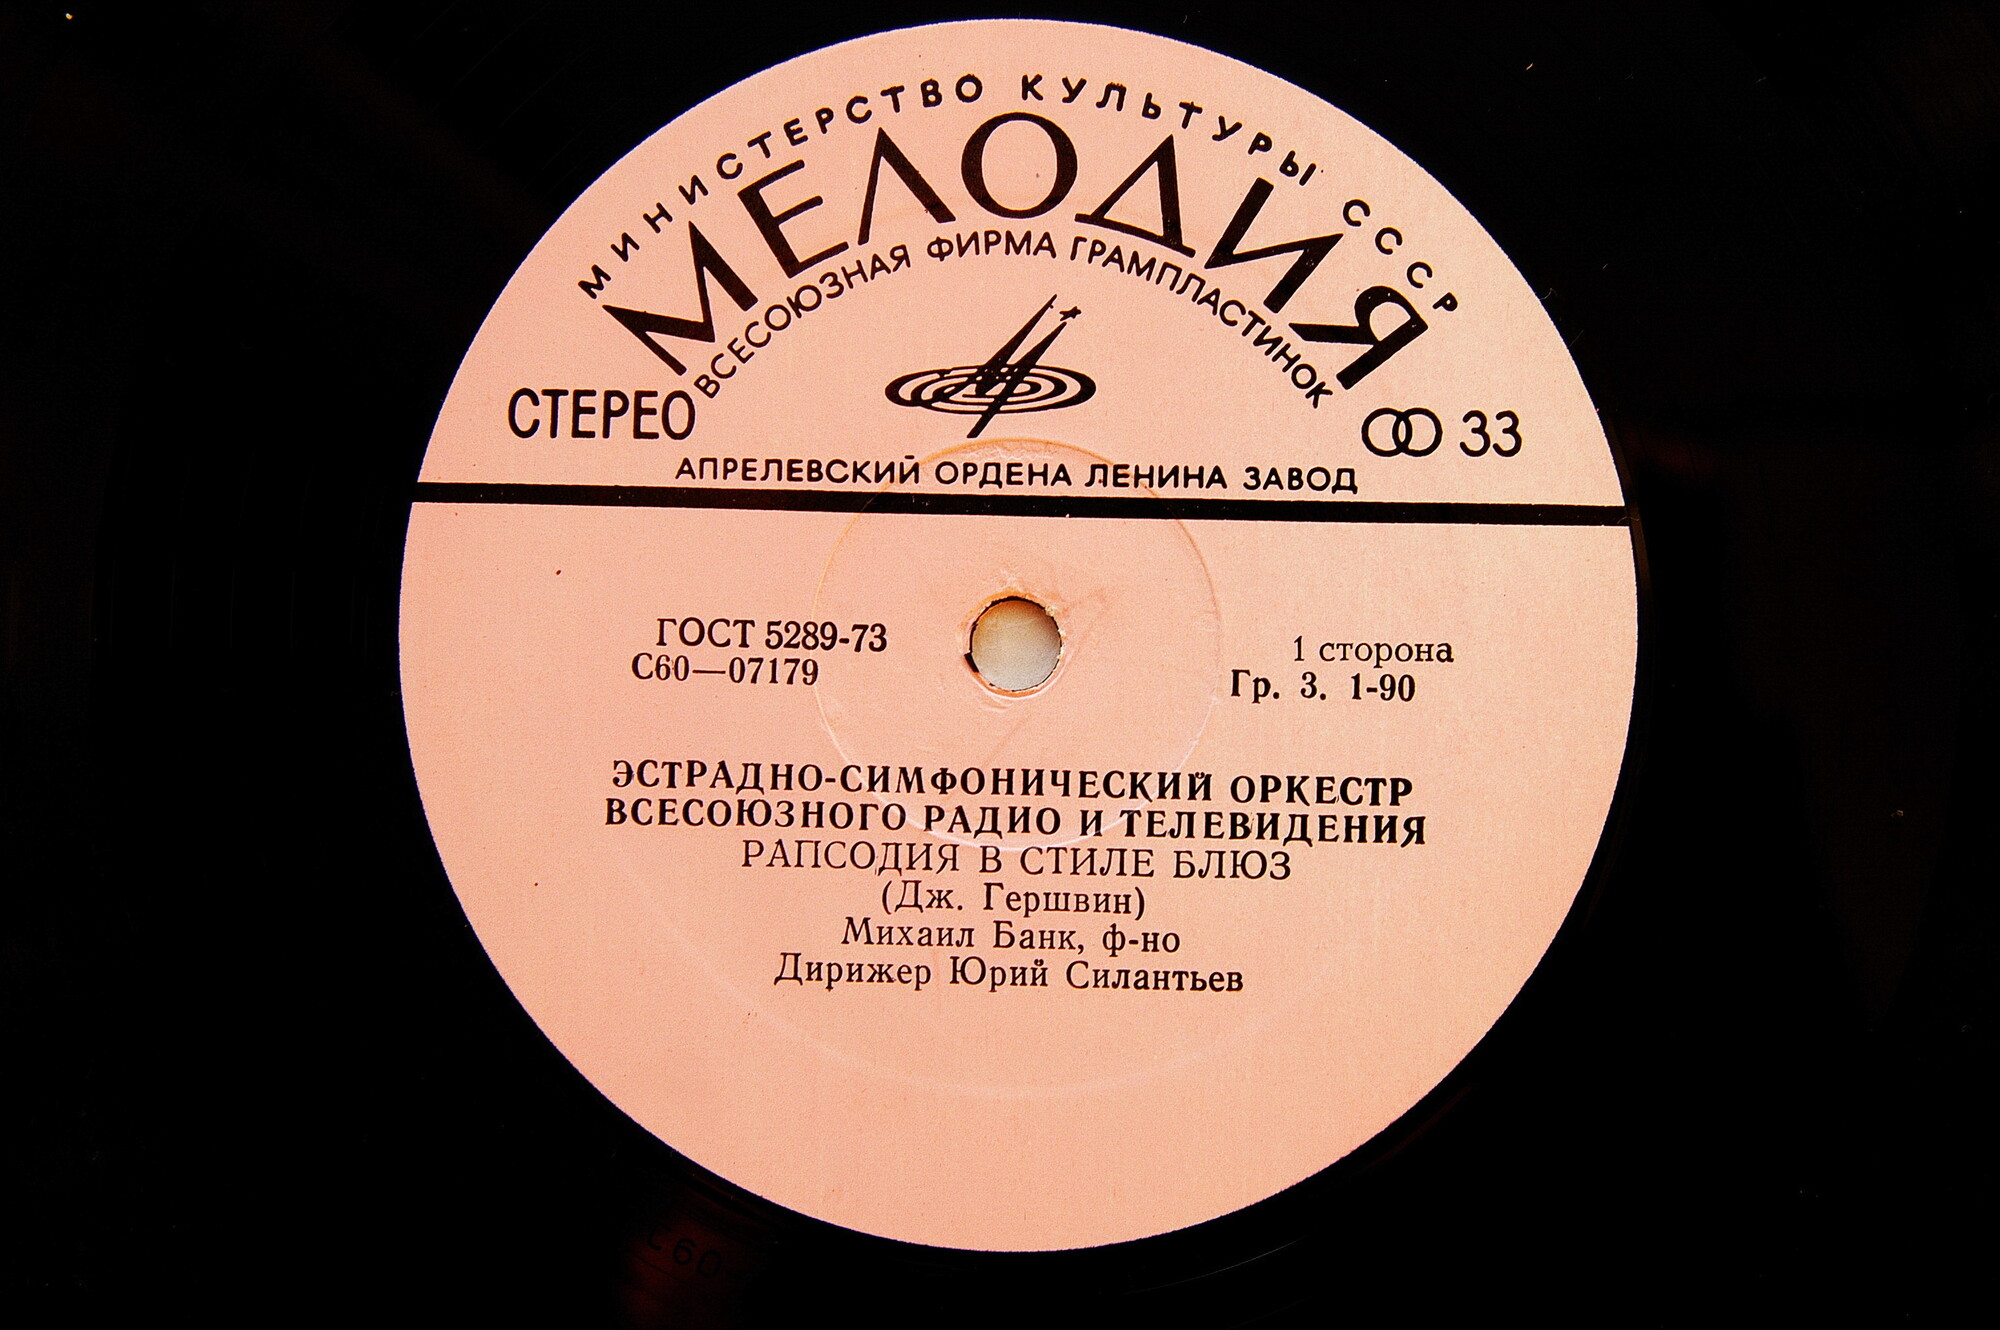 МИНИСТЕРСТВО КУЛЬТУРЫ СССР
МЕЛОДИЯ
ВСЕСОЮЗНАЯ ФИРМА ГРАМПЛАСТИНОК
СТЕРЕО
33
АПРЕЛЕВСКИЙ ОРДЕНА ЛЕНИНА ЗАВОД
ГОСТ 5289-73
С60—07179
1 сторона
Гр. 3. 1-90
ЭСТРАДНО-СИМФОНИЧЕСКИЙ ОРКЕСТР
ВСЕСОЮЗНОГО РАДИО И ТЕЛЕВИДЕНИЯ
РАПСОДИЯ В СТИЛЕ БЛЮЗ
(Дж. Гершвин)
Михаил Банк, ф-но
Дирижер Юрий Силантьев